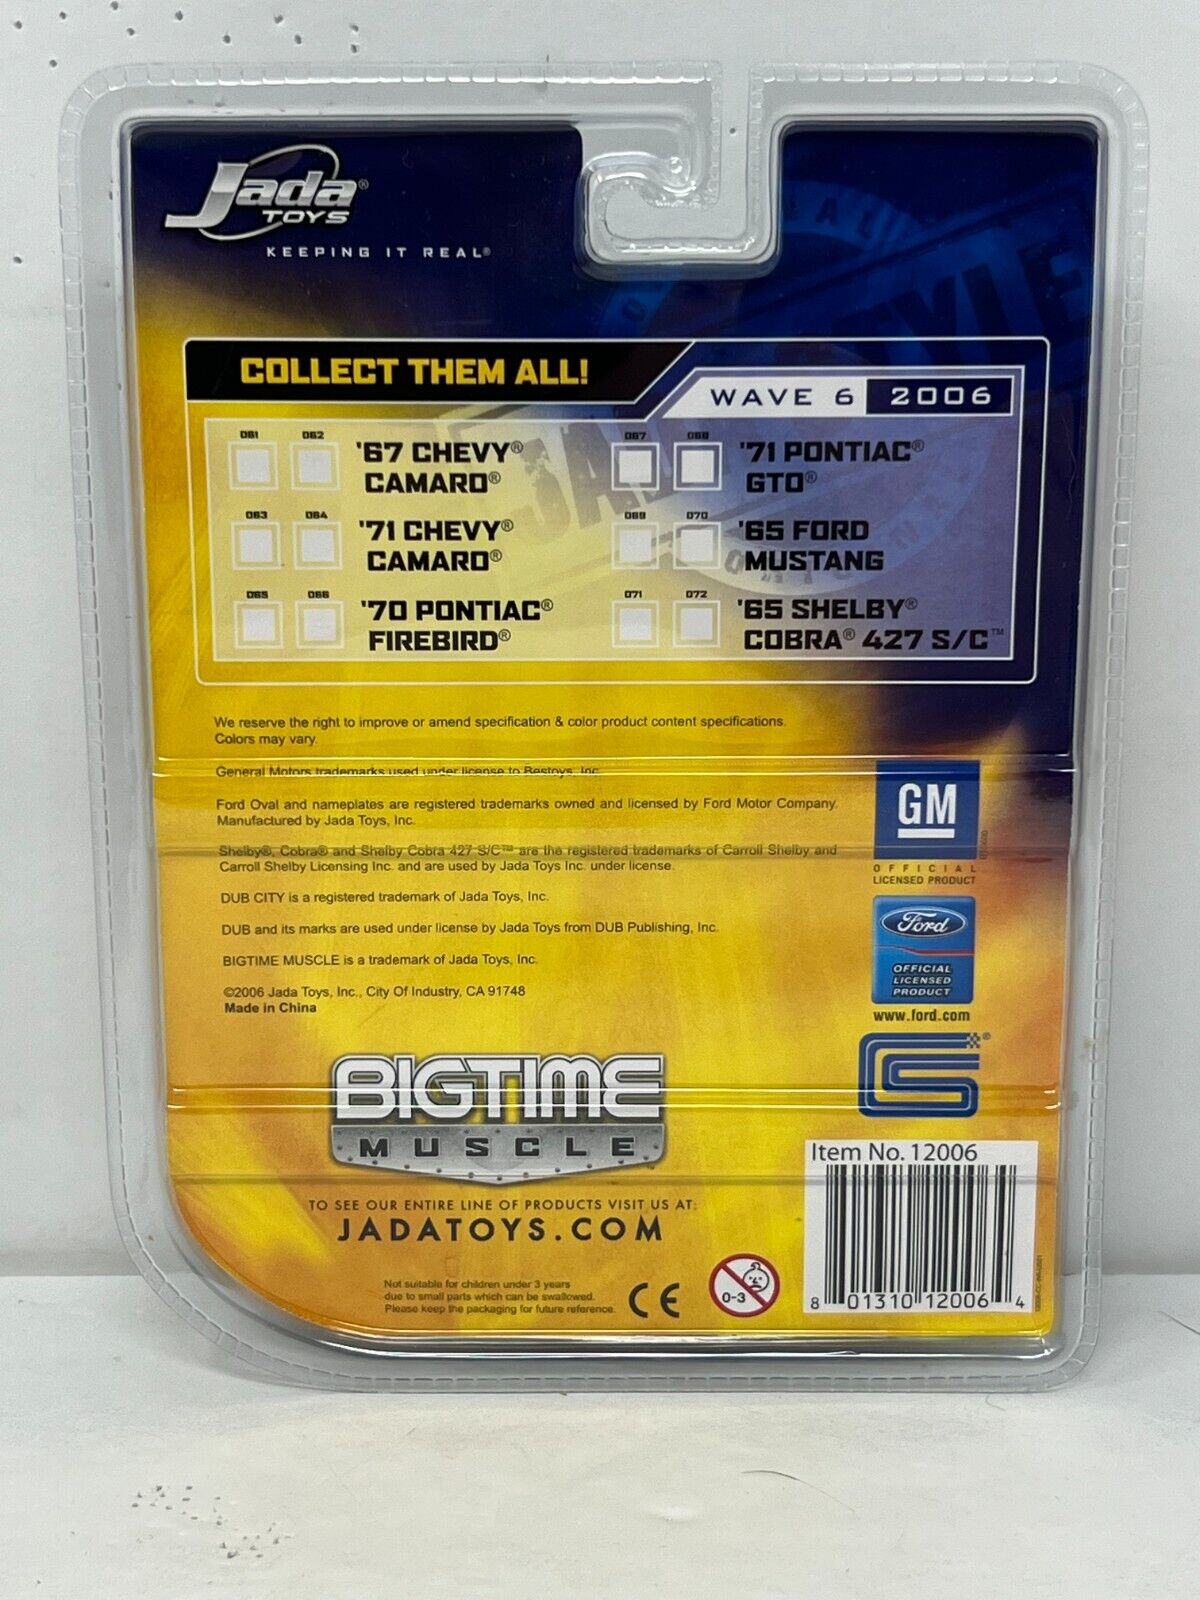 Jada®
TOYS
KEEPING IT REAL®
COLLECT THEM ALL!
WAVE 6 2006
061 062 '67 CHEVY® CAMARO®
063 064 '71 CHEVY® CAMARO®
065 066 '70 PONTIAC® FIREBIRD®
067 068 '71 PONTIAC® GTO®
069 070 '65 FORD MUSTANG
071 072 '65 SHELBY® COBRA® 427 S/C™
We reserve the right to improve or amend specification & color product content specifications.
Colors may vary.
General Motors trademarks used under license to Bestoys, Inc.
Ford Oval and nameplates are registered trademarks owned and licensed by Ford Motor Company.
Manufactured by Jada Toys, Inc.
Shelby®, Cobra® and Shelby Cobra 427 S/C™ are the registered trademarks of Carroll Shelby and
Carroll Shelby Licensing Inc. and are used by Jada Toys Inc. under license.
DUB CITY is a registered trademark of Jada Toys, Inc.
DUB and its marks are used under license by Jada Toys from DUB Publishing, Inc.
BIGTIME MUSCLE is a trademark of Jada Toys, Inc.
©2006 Jada Toys, Inc., City Of Industry, CA 91748
Made in China
GM
OFFICIAL
LICENSED PRODUCT
Ford
OFFICIAL
LICENSED
PRODUCT
www.ford.com
CS®
BIGTIME
MUSCLE
TO SEE OUR ENTIRE LINE OF PRODUCTS VISIT US AT:
JADATOYS.COM
Not suitable for children under 3 years
due to small parts which can be swallowed.
Please keep the packaging for future reference.
CE
0-3
Item No. 12006
8 01310 12006 4